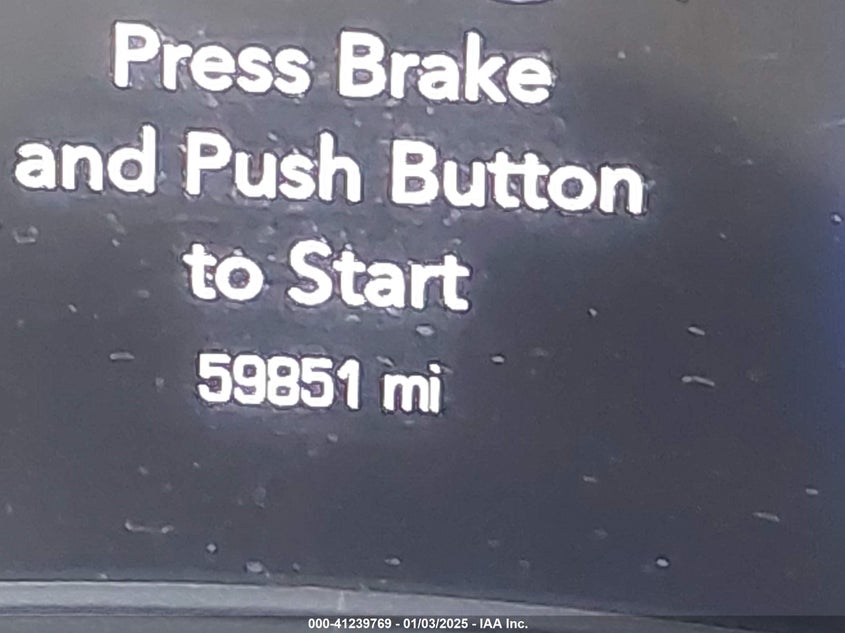 Press Brake
and Push Button
to Start
59851 mi
000-41239769 - 01/03/2025 - IAA Inc.